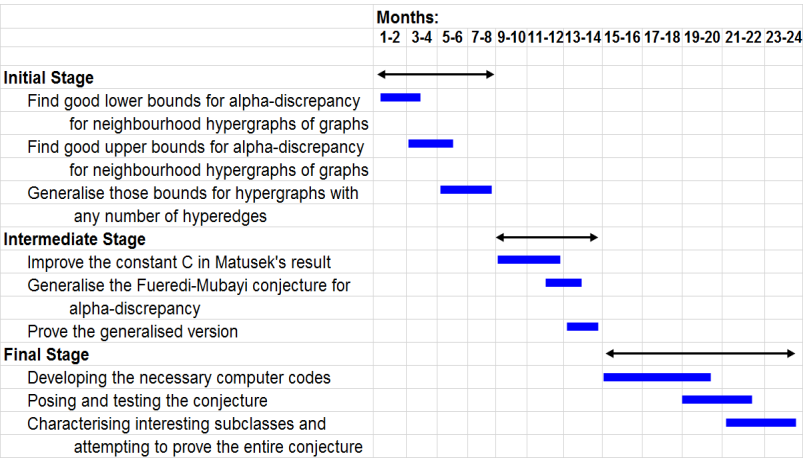 Months:
1-2 3-4 5-6 7-8 9-10 11-12 13-14 15-16 17-18 19-20 21-22 23-24
Initial Stage
Find good lower bounds for alpha-discrepancy
for neighbourhood hypergraphs of graphs
Find good upper bounds for alpha-discrepancy
for neighbourhood hypergraphs of graphs
Generalise those bounds for hypergraphs with
any number of hyperedges
Intermediate Stage
Improve the constant C in Matusek's result
Generalise the Fueredi-Mubayi conjecture for
alpha-discrepancy
Prove the generalised version
Final Stage
Developing the necessary computer codes
Posing and testing the conjecture
Characterising interesting subclasses and
attempting to prove the entire conjecture